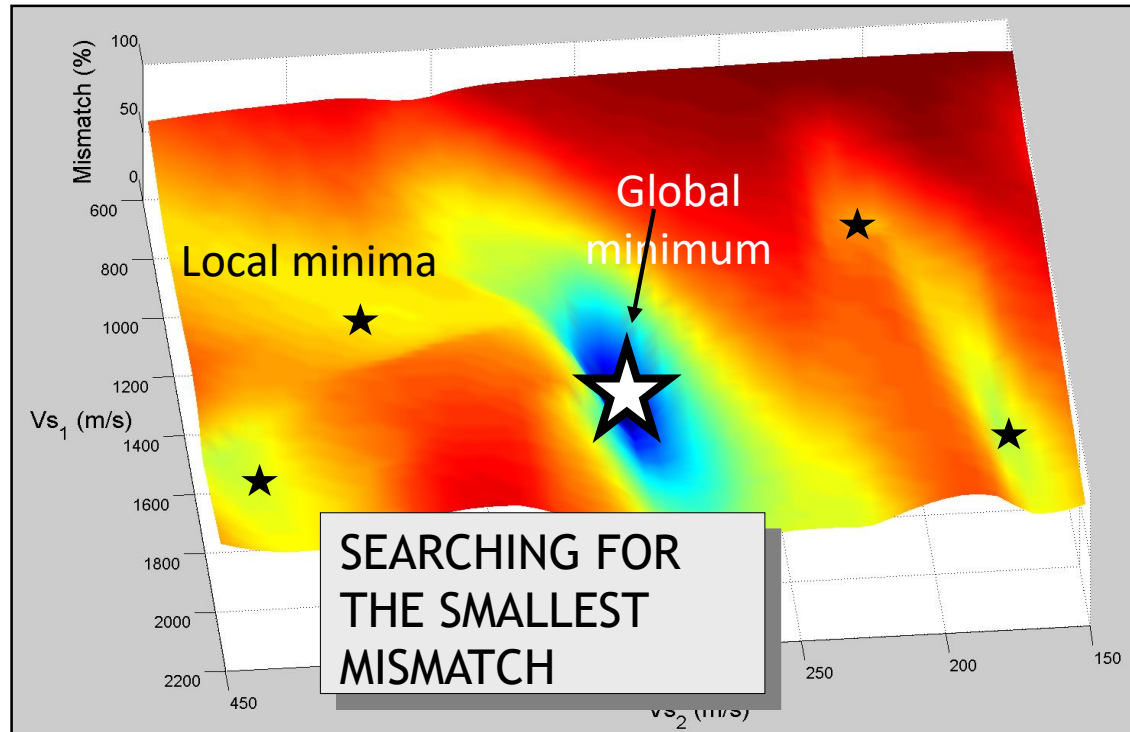 100
Mismatch (%)
50
0
600
800
1000
1200
1400
1600
1800
2000
2200
Vs1 (m/s)
Local minima
Global
minimum
SEARCHING FOR
THE SMALLEST
MISMATCH
450
250
200
150
Vs2 (m/s)